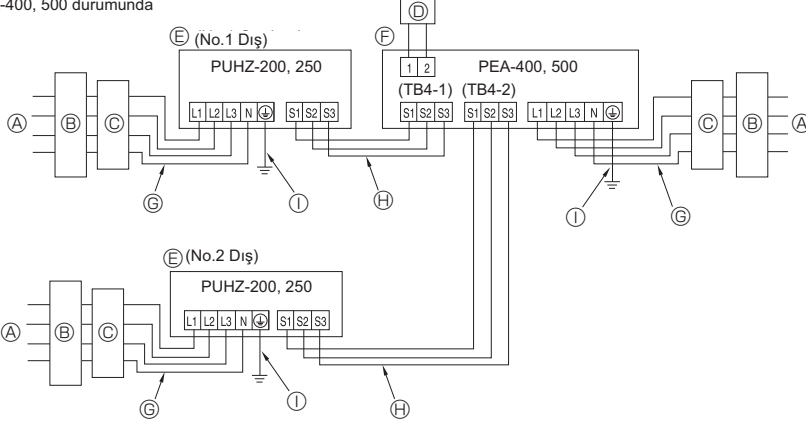 -400, 500 durumunda
Ⓓ
Ⓔ (No.1 Dış)
Ⓕ
PUHZ-200, 250
1 2
PEA-400, 500
(TB4-1) (TB4-2)
L1 L2 L3 N S1 S2 S3
S1 S2 S3 S1 S2 S3 L1 L2 L3 N
Ⓐ Ⓑ Ⓒ
Ⓒ Ⓑ Ⓐ
Ⓖ Ⓘ Ⓗ Ⓘ Ⓖ
Ⓔ (No.2 Dış)
PUHZ-200, 250
L1 L2 L3 N S1 S2 S3
Ⓐ Ⓑ Ⓒ
Ⓖ Ⓘ Ⓗ